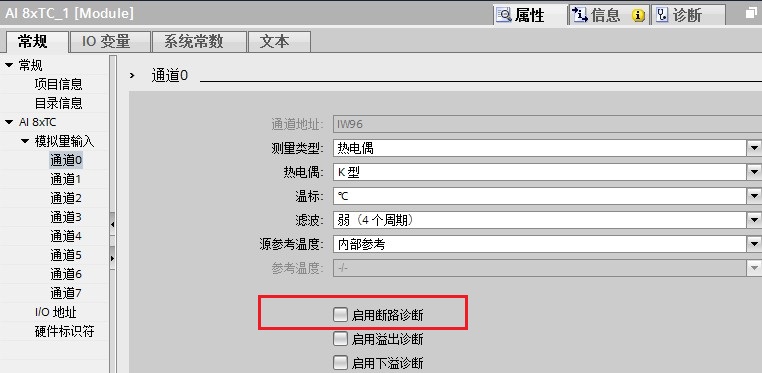 AI 8xTC_1 [Module]
属性
信息
诊断
常规
IO 变量
系统常数
文本
常规
项目信息
目录信息
AI 8xTC
模拟量输入
通道0
通道1
通道2
通道3
通道4
通道5
通道6
通道7
I/O 地址
硬件标识符
通道0
通道地址: IW96
测量类型: 热电偶
热电偶: K 型
温标: °C
滤波: 弱（4 个周期）
源参考温度: 内部参考
参考温度: -/-
启用断路诊断
启用溢出诊断
启用下溢诊断